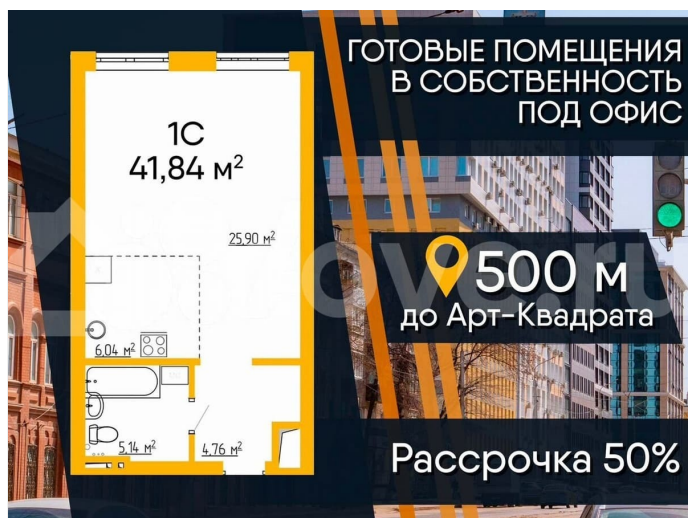 ГОТОВЫЕ ПОМЕЩЕНИЯ
В СОБСТВЕННОСТЬ
ПОД ОФИС
1С
41,84 м²
25,90 м²
500 м
до Арт-Квадрата
6,04 м²
5,14 м²
4,76 м²
Рассрочка 50%